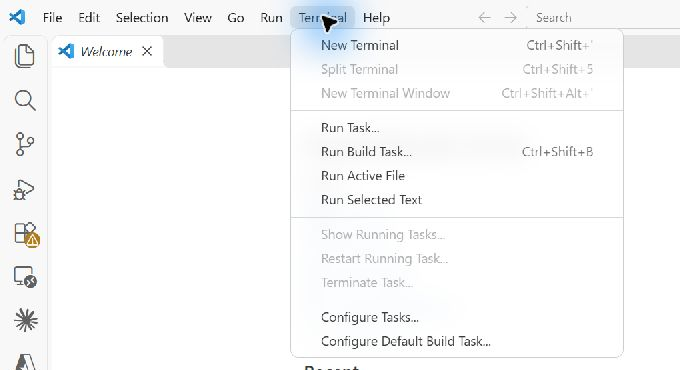 File Edit Selection View Go Run Terminal Help Search
Welcome
New Terminal Ctrl+Shift+'
Split Terminal Ctrl+Shift+5
New Terminal Window Ctrl+Shift+Alt+'
Run Task...
Run Build Task... Ctrl+Shift+B
Run Active File
Run Selected Text
Show Running Tasks...
Restart Running Task...
Terminate Task...
Configure Tasks...
Configure Default Build Task...
Recent